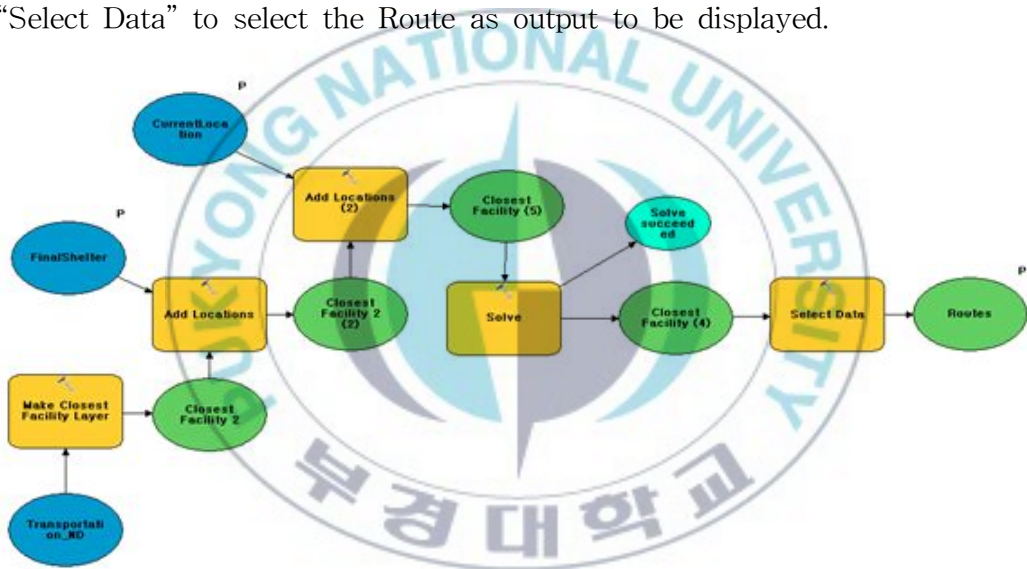 “Select Data” to select the Route as output to be displayed.
P
CurrentLoca
tion
Add Locations
(2)
Closest
Facility (5)
Solve
succeed
ed
P
FinalShelter
Add Locations
Closest
Facility 2
(2)
Solve
Closest
Facility (4)
Select Data
P
Routes
Make Closest
Facility Layer
Closest
Facility 2
Transportati
on_ND
PUKYONG NATIONAL UNIVERSITY
부경대학교